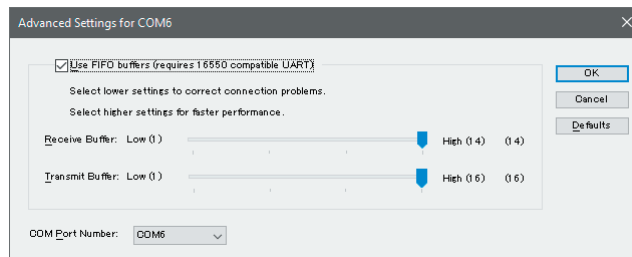 Advanced Settings for COM6
Use FIFO buffers (requires 16550 compatible UART)
OK
Select lower settings to correct connection problems.
Cancel
Select higher settings for faster performance.
Defaults
Receive Buffer: Low (1) High (14) (14)
Transmit Buffer: Low (1) High (16) (16)
COM Port Number: COM6